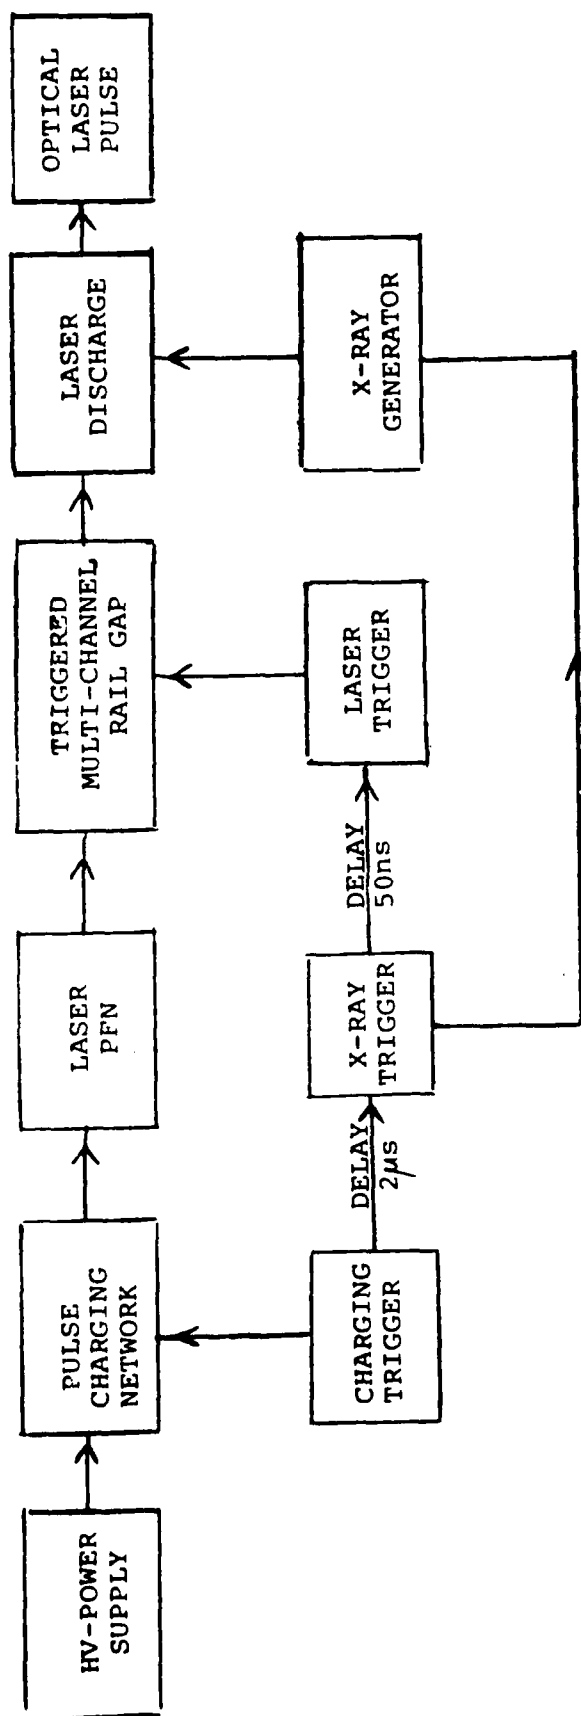 HV-POWER
SUPPLY
PULSE
CHARGING
NETWORK
LASER
PFN
TRIGGERED
MULTI-CHANNEL
RAIL GAP
LASER
DISCHARGE
OPTICAL
LASER
PULSE
CHARGING
TRIGGER
DELAY
2μs
X-RAY
TRIGGER
DELAY
50ns
LASER
TRIGGER
X-RAY
GENERATOR